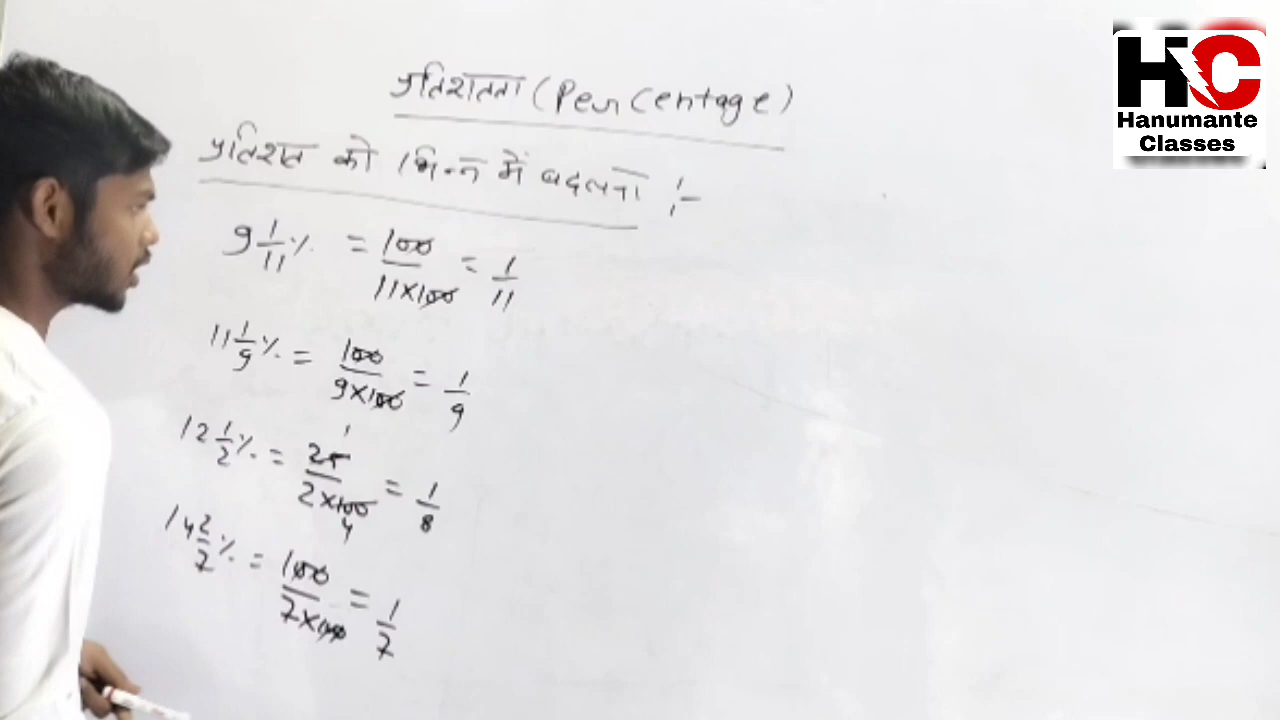 प्रतिशतता (Percentage)
प्रतिशत को भिन्न में बदलना :-
9 1/11 % = 100/11×100 = 1/11
11 1/9 % = 100/9×100 = 1/9
12 1/2 % = 25/2×100 = 1/8
1
4
14 2/7 % = 100/7×100 = 1/7
HC
Hanumante
Classes